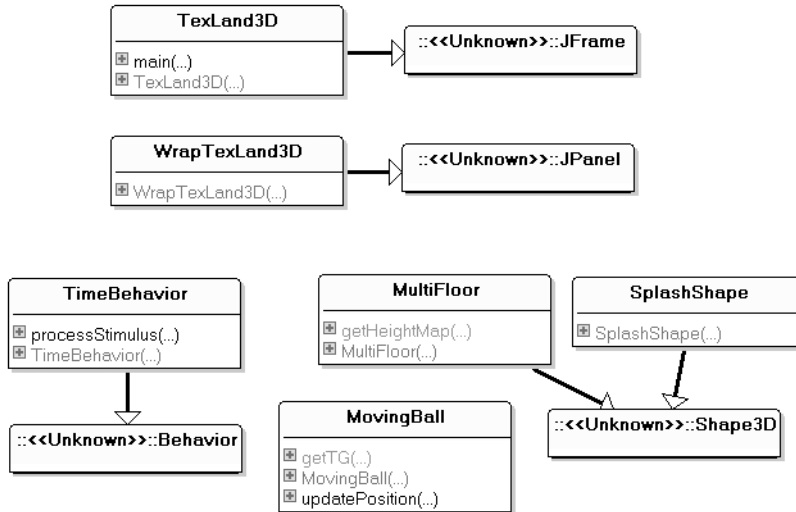 TexLand3D
main(...)
TexLand3D(...)
::<<Unknown>>::JFrame
WrapTexLand3D
WrapTexLand3D(...)
::<<Unknown>>::JPanel
TimeBehavior
processStimulus(...)
TimeBehavior(...)
::<<Unknown>>::Behavior
MultiFloor
getHeightMap(...)
MultiFloor(...)
SplashShape
SplashShape(...)
MovingBall
getTG(...)
MovingBall(...)
updatePosition(...)
::<<Unknown>>::Shape3D